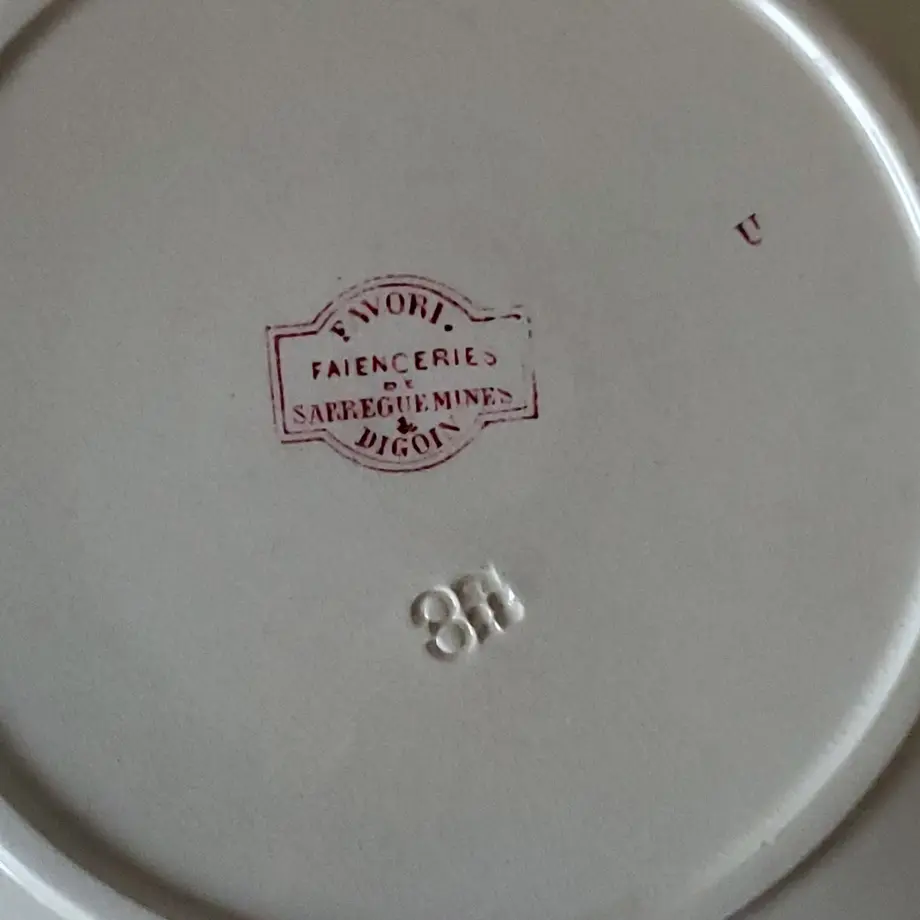 FAVORI.
FAIENCERIES
DE
SARREGUEMINES
&
DIGOIN
U